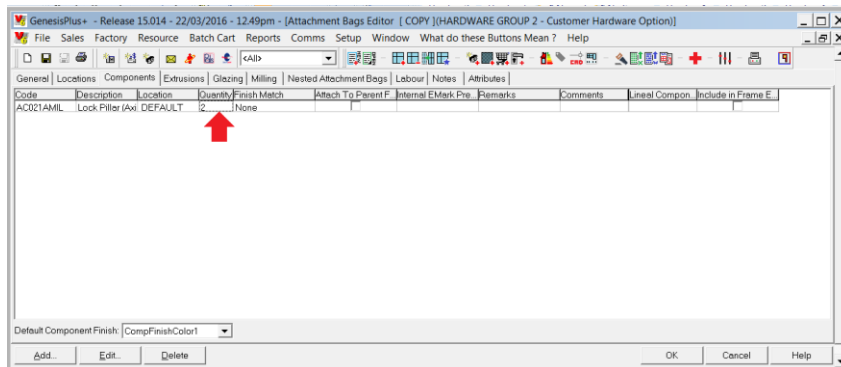 GenesisPlus+ - Release 15.014 - 22/03/2016 - 12.49pm - [Attachment Bags Editor [ COPY ](HARDWARE GROUP 2 - Customer Hardware Option)]
File Sales Factory Resource Batch Cart Reports Comms Setup Window What do these Buttons Mean ? Help
<All>
General Locations Components Extrusions Glazing Milling Nested Attachment Bags Labour Notes Attributes
Code Description Location Quantity Finish Match Attach To Parent F... Internal EMark Pre... Remarks Comments Lineal Compon... Include in Frame E...
AC021AMIL Lock Pillar (Axi DEFAULT 2 None
Default Component Finish: CompFinishColor1
Add... Edit... Delete OK Cancel Help